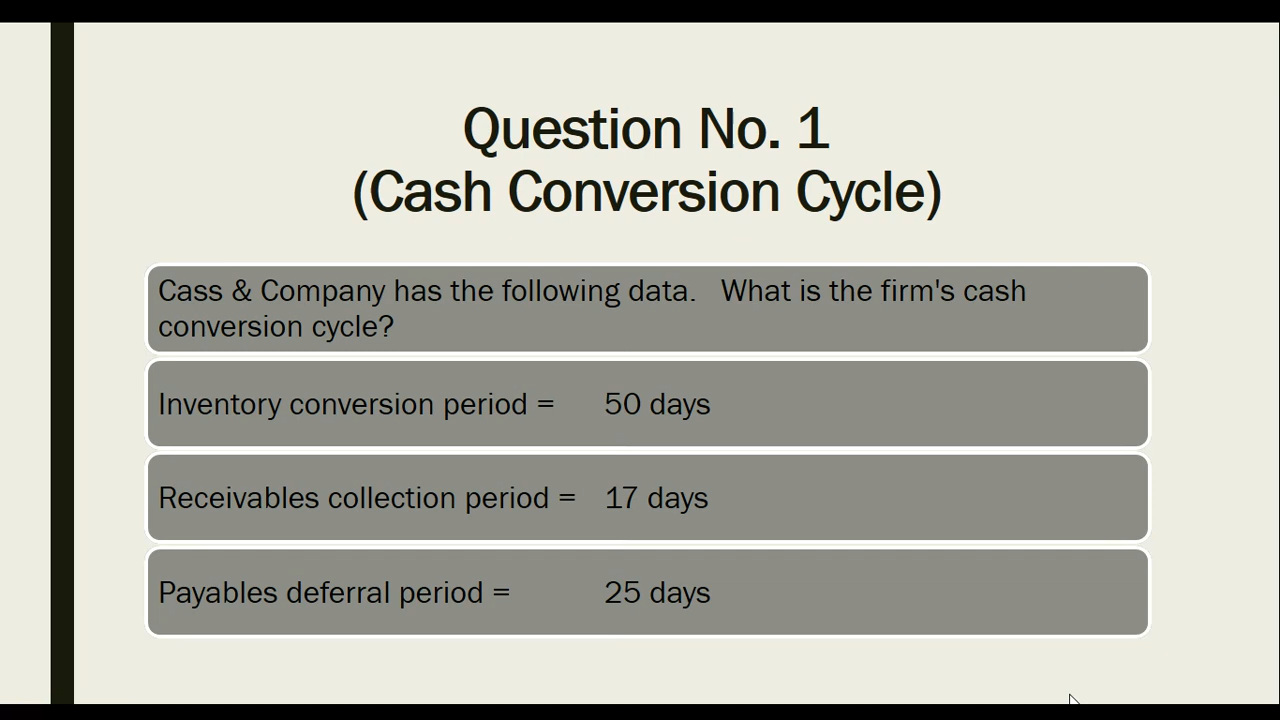 Question No. 1
(Cash Conversion Cycle)
Cass & Company has the following data.   What is the firm's cash
conversion cycle?
Inventory conversion period =     50 days
Receivables collection period =   17 days
Payables deferral period =          25 days